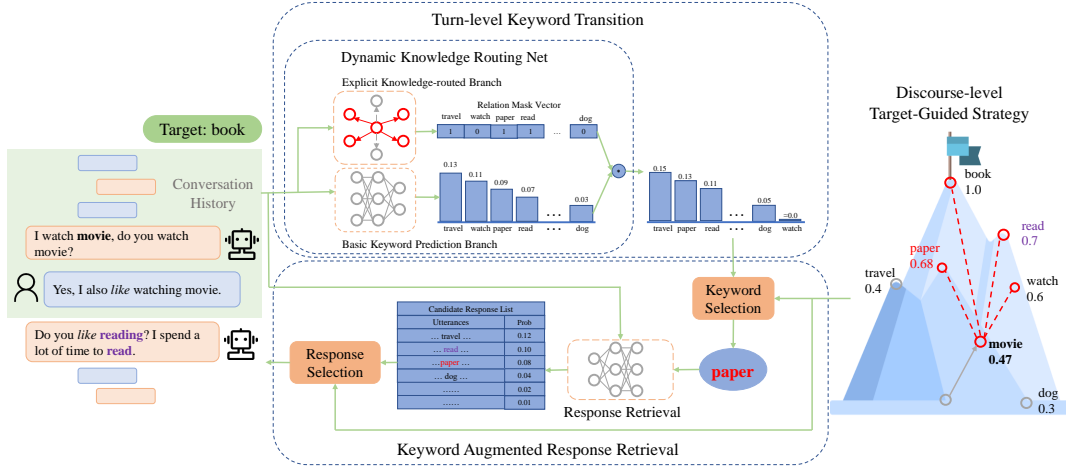 Turn-level Keyword Transition
Dynamic Knowledge Routing Net
Explicit Knowledge-routed Branch
Relation Mask Vector
travel watch paper read dog
1 0 1 1 ... 0
0.13
0.11
0.09
0.07
0.03
travel watch paper read ... dog
Basic Keyword Prediction Branch
0.15
0.13
0.11
0.05
=0.0
travel paper read ... dog watch
Target: book
Conversation
History
I watch movie, do you watch
movie?
Yes, I also like watching movie.
Do you like reading? I spend a
lot of time to read.
Keyword
Selection
paper
Response Retrieval
Candidate Response List
Utterances Prob
... travel ... 0.12
... read ... 0.10
...paper ... 0.08
... dog ... 0.04
...... 0.02
...... 0.01
Response
Selection
Keyword Augmented Response Retrieval
Discourse-level
Target-Guided Strategy
book
1.0
read
0.7
paper
0.68
travel
0.4
watch
0.6
movie
0.47
dog
0.3